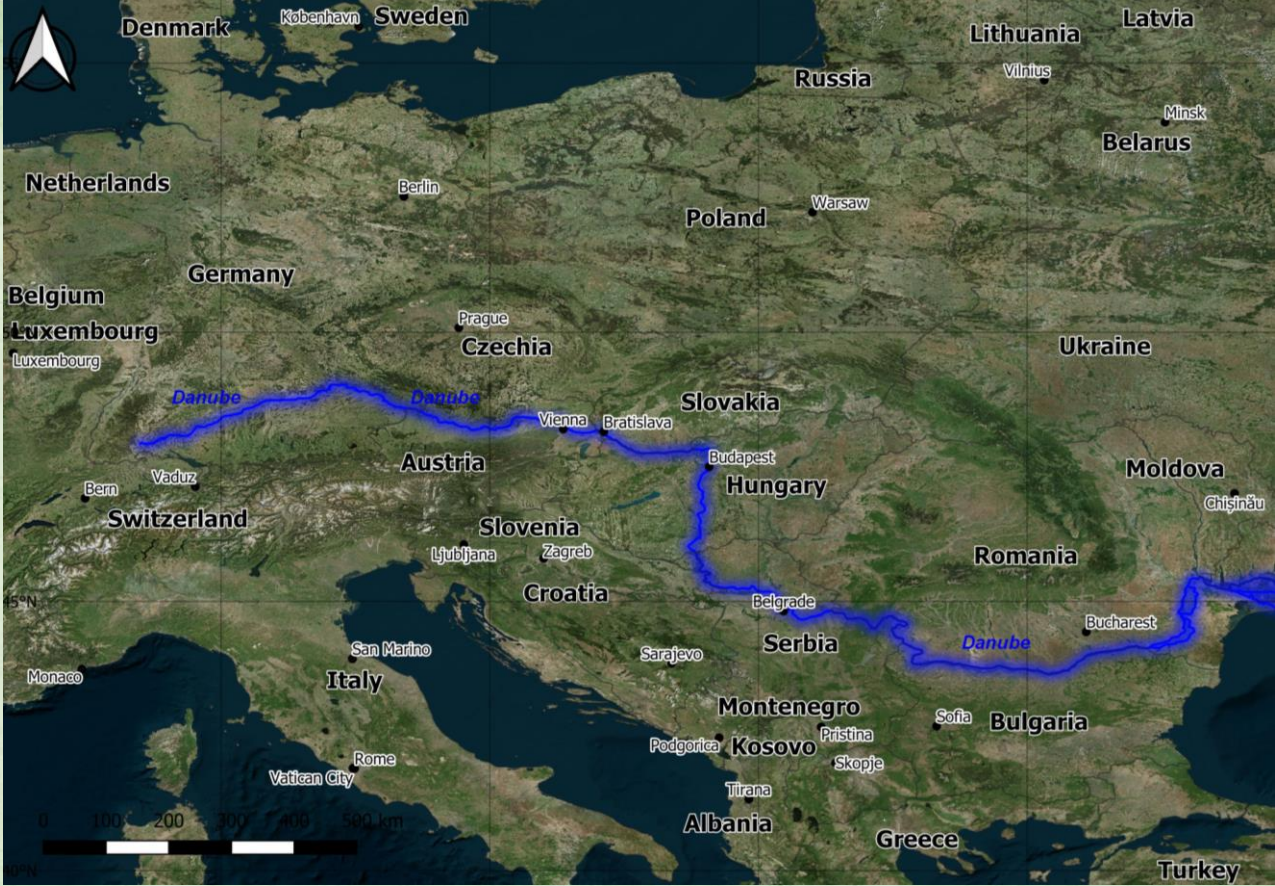 København
Sweden
Denmark
Latvia
Lithuania
Vilnius
Russia
Minsk
Belarus
Netherlands
Berlin
Poland
Warsaw
Germany
Belgium
Luxembourg
Luxembourg
Prague
Czechia
Ukraine
Danube
Danube
Slovakia
Vienna
Bratislava
Austria
Budapest
Hungary
Moldova
Chișinău
Vaduz
Bern
Switzerland
Slovenia
Ljubljana
Zagreb
Romania
Croatia
45°N
Belgrade
Serbia
Danube
Bucharest
San Marino
Sarajevo
Monaco
Italy
Montenegro
Sofia
Bulgaria
Pristina
Podgorica
Kosovo
Skopje
Rome
Vatican City
Tirana
0 100 200 300 400 500 km
Albania
Greece
Turkey